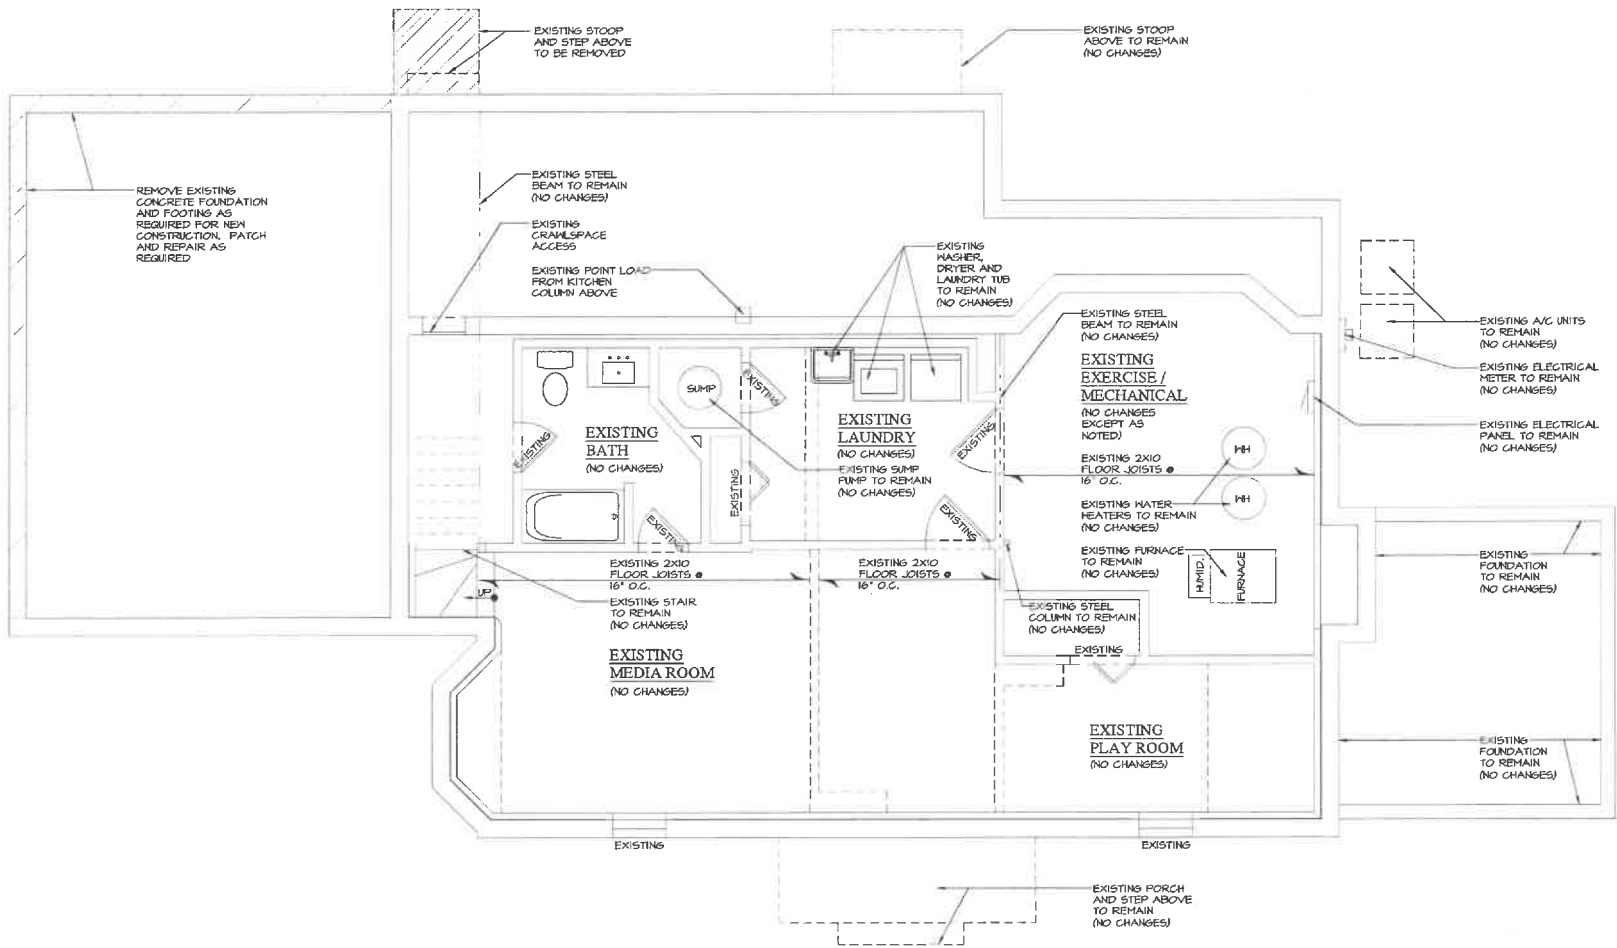 EXISTING STOOP
AND STEP ABOVE
TO BE REMOVED
EXISTING STOOP
ABOVE TO REMAIN
(NO CHANGES)
REMOVE EXISTING
CONCRETE FOUNDATION
AND FOOTING AS
REQUIRED FOR NEW
CONSTRUCTION. PATCH
AND REPAIR AS
REQUIRED
EXISTING STEEL
BEAM TO REMAIN
(NO CHANGES)
EXISTING
CRAWLSPACE
ACCESS
EXISTING POINT LOAD
FROM KITCHEN
COLUMN ABOVE
EXISTING
WASHER,
DRYER AND
LAUNDRY TUB
TO REMAIN
(NO CHANGES)
EXISTING STEEL
BEAM TO REMAIN
(NO CHANGES)
EXISTING
EXERCISE /
MECHANICAL
(NO CHANGES
EXCEPT AS
NOTED)
EXISTING 2X10
FLOOR JOISTS @
16" O.C.
EXISTING WATER
HEATERS TO REMAIN
(NO CHANGES)
EXISTING FURNACE
TO REMAIN
(NO CHANGES)
WH
WH
HUMID.
FURNACE
EXISTING A/C UNITS
TO REMAIN
(NO CHANGES)
EXISTING ELECTRICAL
METER TO REMAIN
(NO CHANGES)
EXISTING ELECTRICAL
PANEL TO REMAIN
(NO CHANGES)
SUMP
EXISTING
EXISTING
BATH
(NO CHANGES)
EXISTING
EXISTING
EXISTING
EXISTING
LAUNDRY
(NO CHANGES)
EXISTING SUMP
PUMP TO REMAIN
(NO CHANGES)
EXISTING
EXISTING
EXISTING 2X10
FLOOR JOISTS @
16" O.C.
EXISTING 2X10
FLOOR JOISTS @
16" O.C.
UP
EXISTING STAIR
TO REMAIN
(NO CHANGES)
EXISTING
MEDIA ROOM
(NO CHANGES)
EXISTING STEEL
COLUMN TO REMAIN
(NO CHANGES)
EXISTING
EXISTING
PLAY ROOM
(NO CHANGES)
EXISTING
FOUNDATION
TO REMAIN
(NO CHANGES)
EXISTING
FOUNDATION
TO REMAIN
(NO CHANGES)
EXISTING
EXISTING
EXISTING PORCH
AND STEP ABOVE
TO REMAIN
(NO CHANGES)